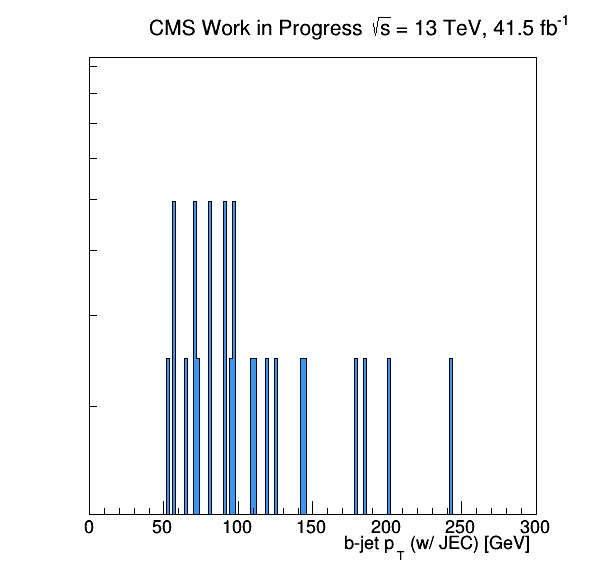 CMS Work in Progress √s = 13 TeV, 41.5 fb⁻¹
0 50 100 150 200 250 300
b-jet p_T (w/ JEC) [GeV]